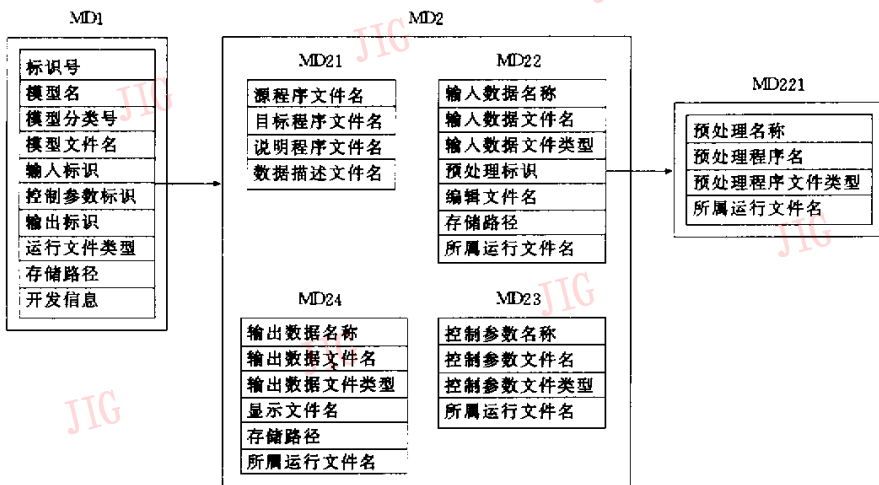 MD1
标识号
模型名
模型分类号
模型文件名
输入标识
控制参数标识
输出标识
运行文件类型
存储路径
开发信息
MD2
MD21
源程序文件名
目标程序文件名
说明程序文件名
数据描述文件名
MD22
输入数据名称
输入数据文件名
输入数据文件类型
预处理标识
编辑文件名
存储路径
所属运行文件名
MD221
预处理名称
预处理程序名
预处理程序文件类型
所属运行文件名
MD24
输出数据名称
输出数据文件名
输出数据文件类型
显示文件名
存储路径
所属运行文件名
MD23
控制参数名称
控制参数文件名
控制参数文件类型
所属运行文件名
JIG
JIG
JIG
JIG
JIG
JIG